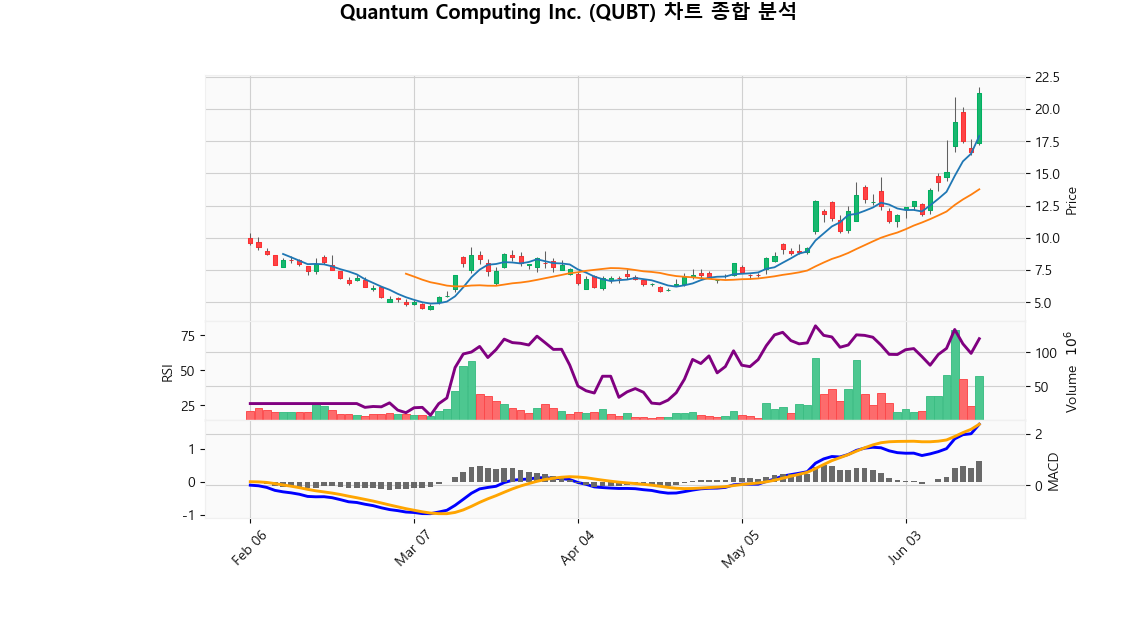 Quantum Computing Inc. (QUBT) 차트 종합 분석
22.5
20.0
17.5
15.0
12.5
10.0
7.5
5.0
Price
75
50
25
RSI
100
50
Volume 10⁶
1
0
-1
2
0
MACD
Feb 06
Mar 07
Apr 04
May 05
Jun 03